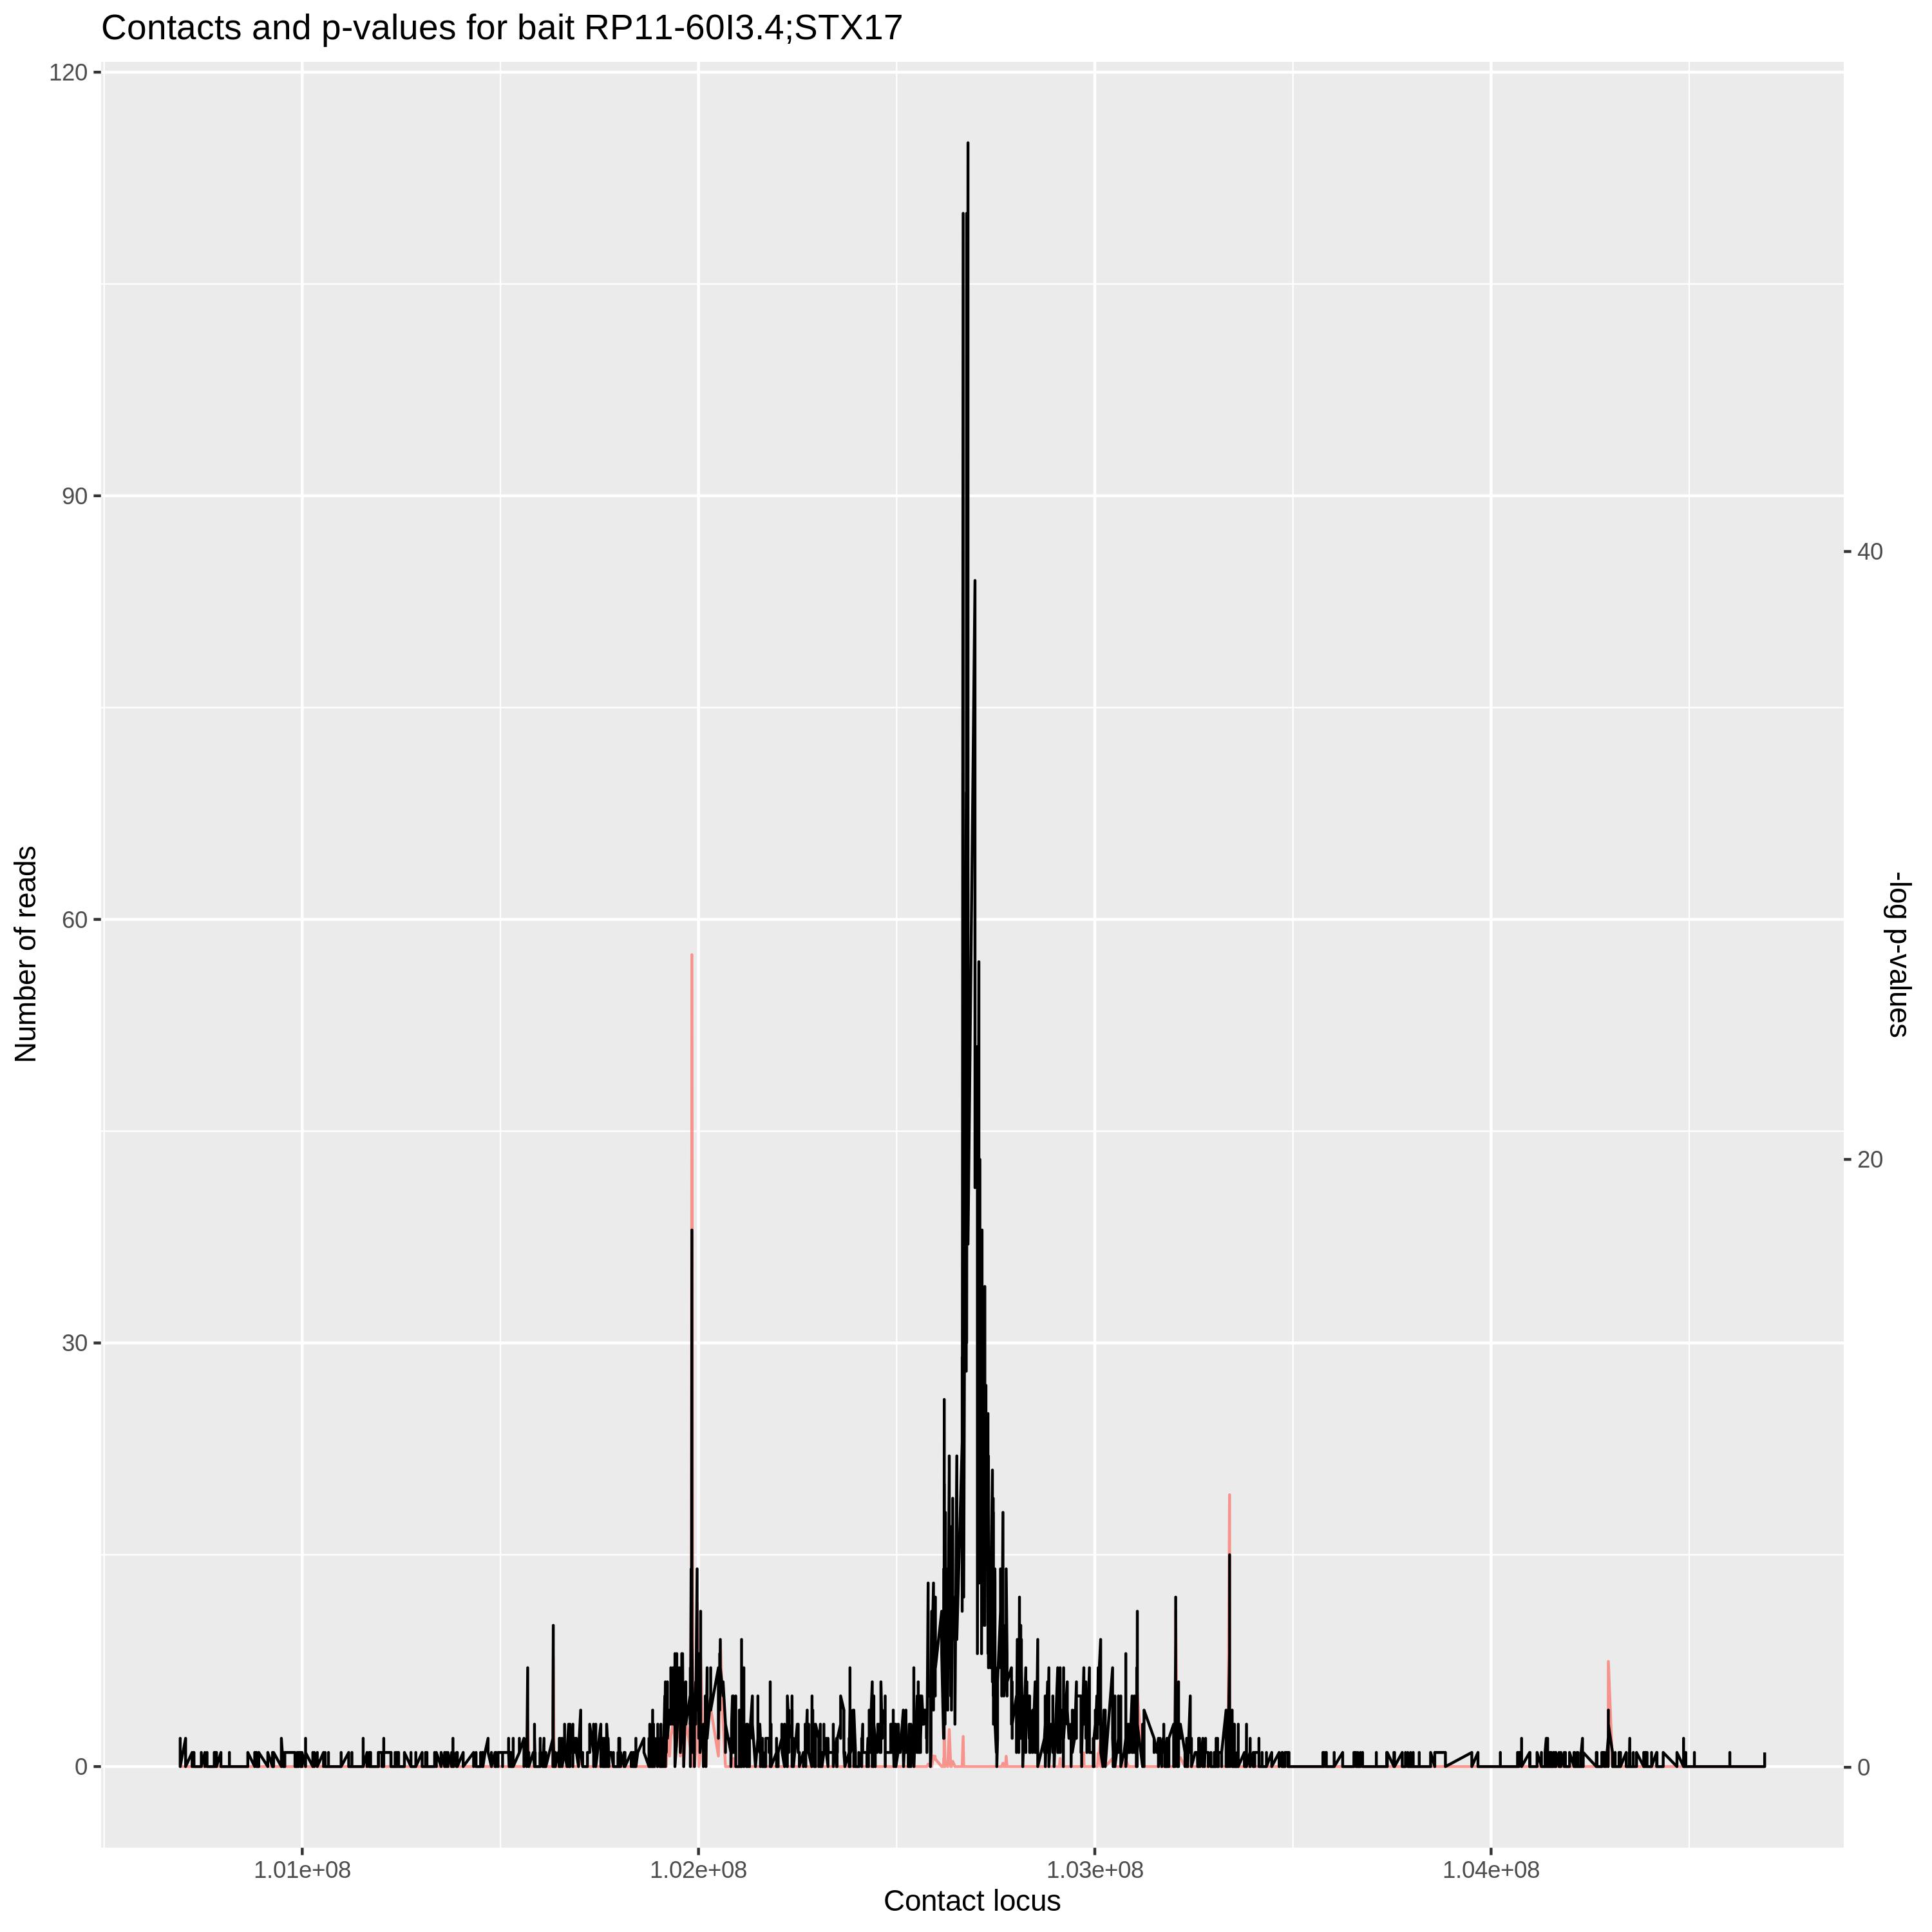 Contacts and p-values for bait RP11-60I3.4;STX17
120
90
60
30
0
Number of reads
40
20
0
-log p-values
1.01e+08
1.02e+08
1.03e+08
1.04e+08
Contact locus